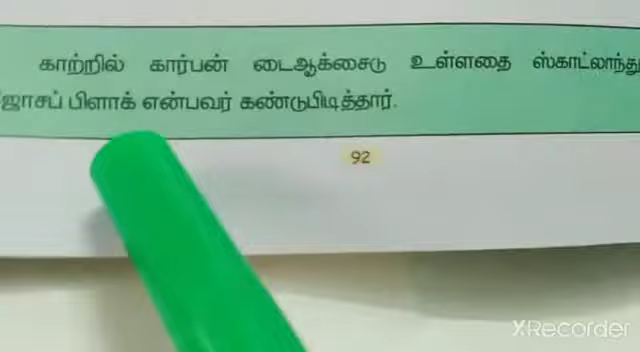 காற்றில் கார்பன் டைஆக்சைடு உள்ளதை ஸ்காட்லாந்து
ஜோசப் பிளாக் என்பவர் கண்டுபிடித்தார்.
92
XRecorder